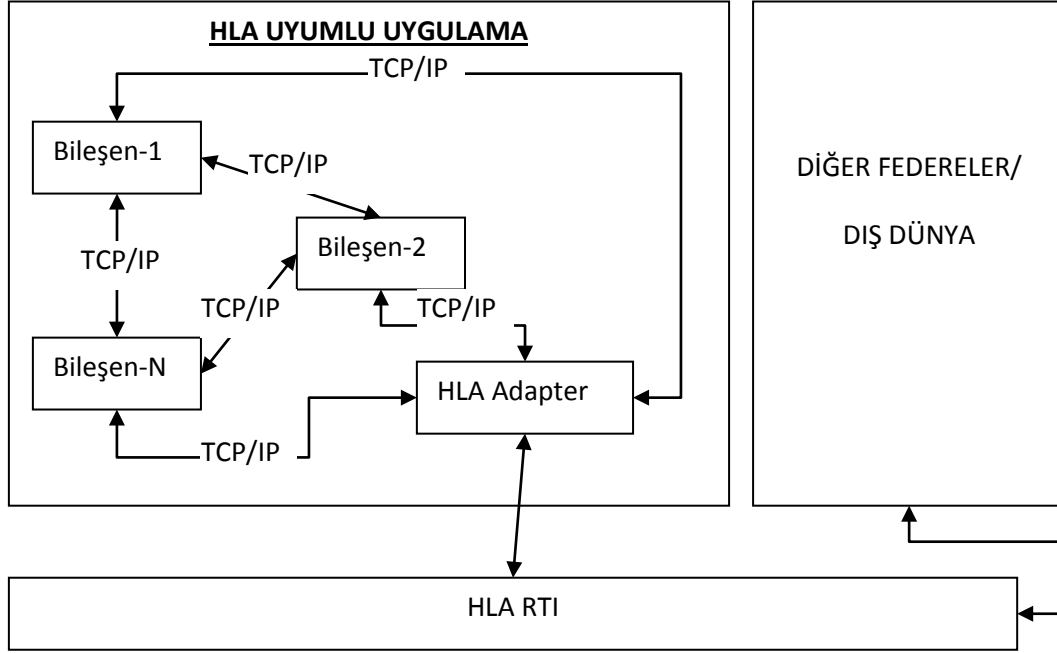 HLA UYUMLU UYGULAMA
TCP/IP
Bileşen-1
TCP/IP
DİĞER FEDERELER/
DIŞ DÜNYA
Bileşen-2
TCP/IP
TCP/IP
TCP/IP
Bileşen-N
HLA Adapter
TCP/IP
HLA RTI